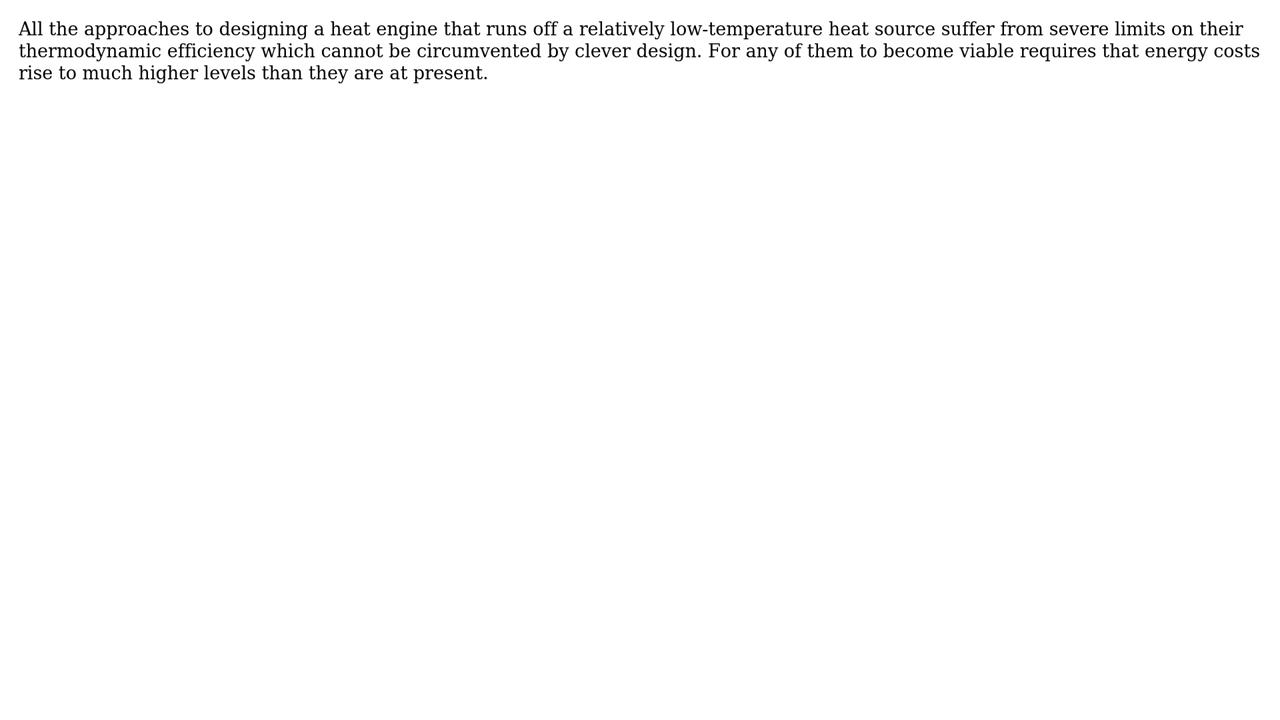 All the approaches to designing a heat engine that runs off a relatively low-temperature heat source suffer from severe limits on their
thermodynamic efficiency which cannot be circumvented by clever design. For any of them to become viable requires that energy costs
rise to much higher levels than they are at present.